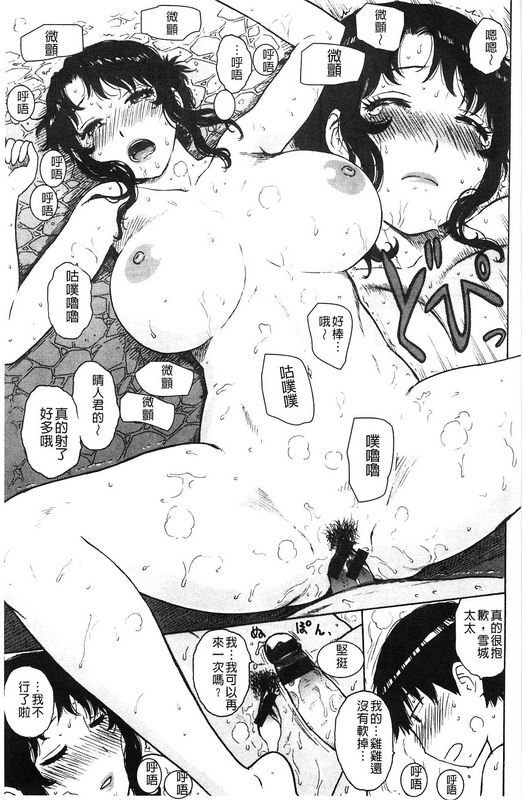 嗯嗯~
微顫
微顫
微顫
微顫
…呼唔
呼唔
呼唔
呼唔
呼唔
好棒…
哦~
咕噗嚕嚕
咕噗噗
噗嚕嚕
微顫
微顫
晴人君的~
真的射了
好多哦
どぴっ
真的很抱
歉，雪城
太太
我的…雞雞還
沒有軟掉…
呼唔
堅挺
ぬぽん
我…我可以再
來一次嗎？
…我不
行了啦
呼唔
呼唔
呼唔